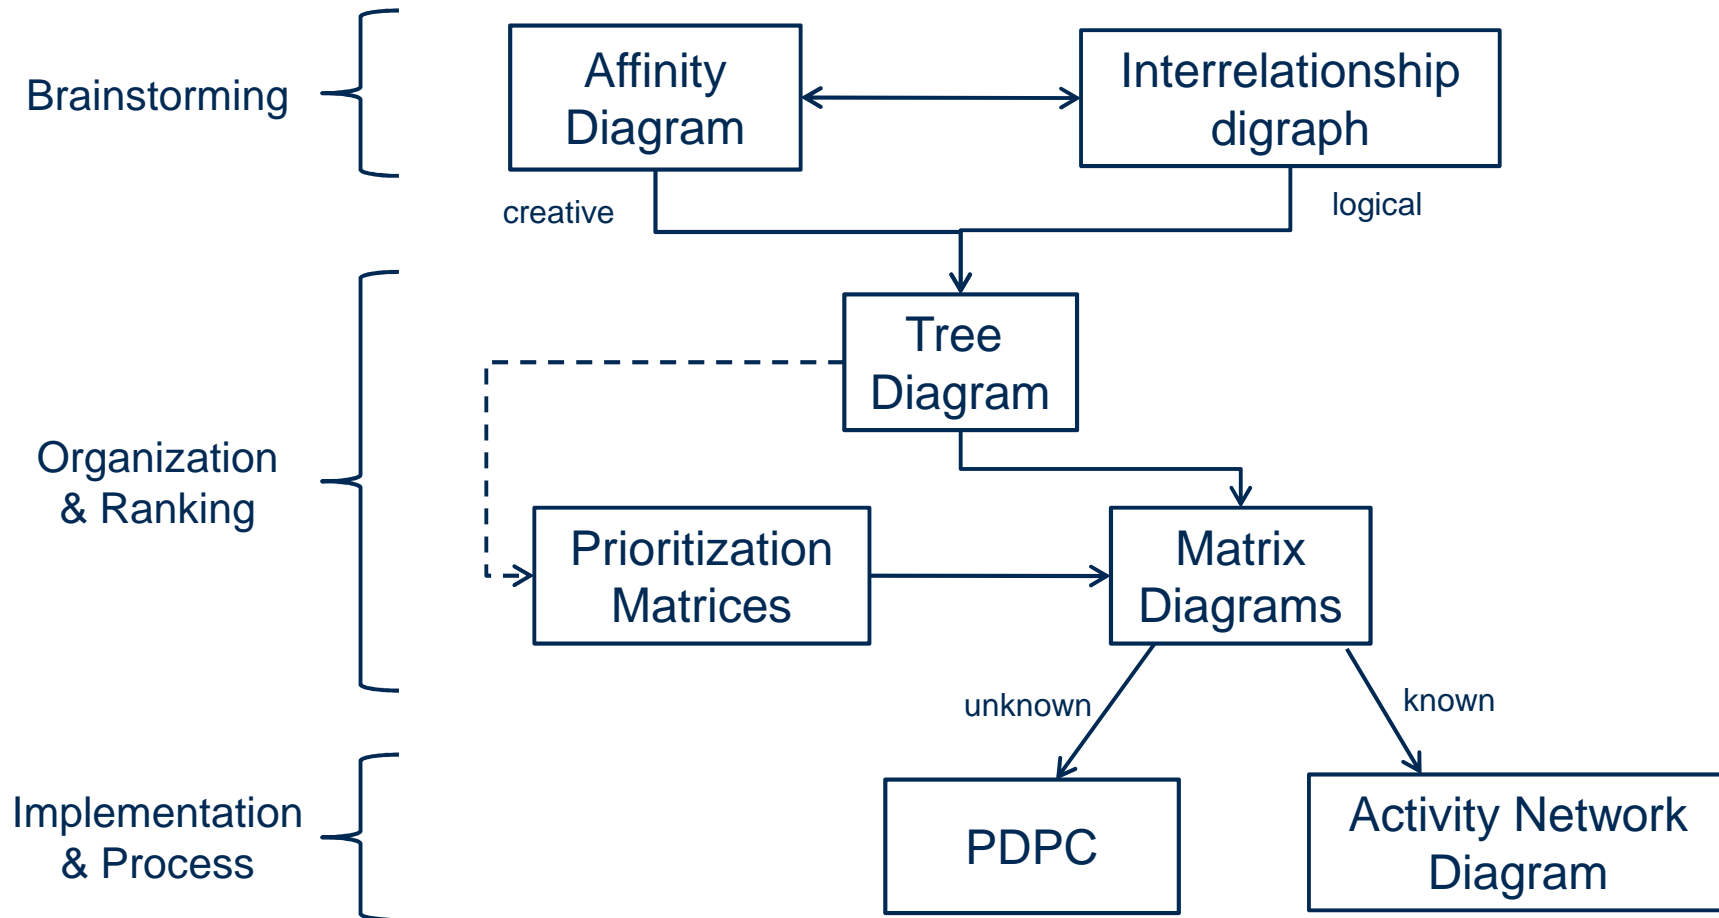 Brainstorming
Affinity
Diagram
Interrelationship
digraph
creative
logical
Tree
Diagram
Organization
& Ranking
Prioritization
Matrices
Matrix
Diagrams
unknown
known
Implementation
& Process
PDPC
Activity Network
Diagram